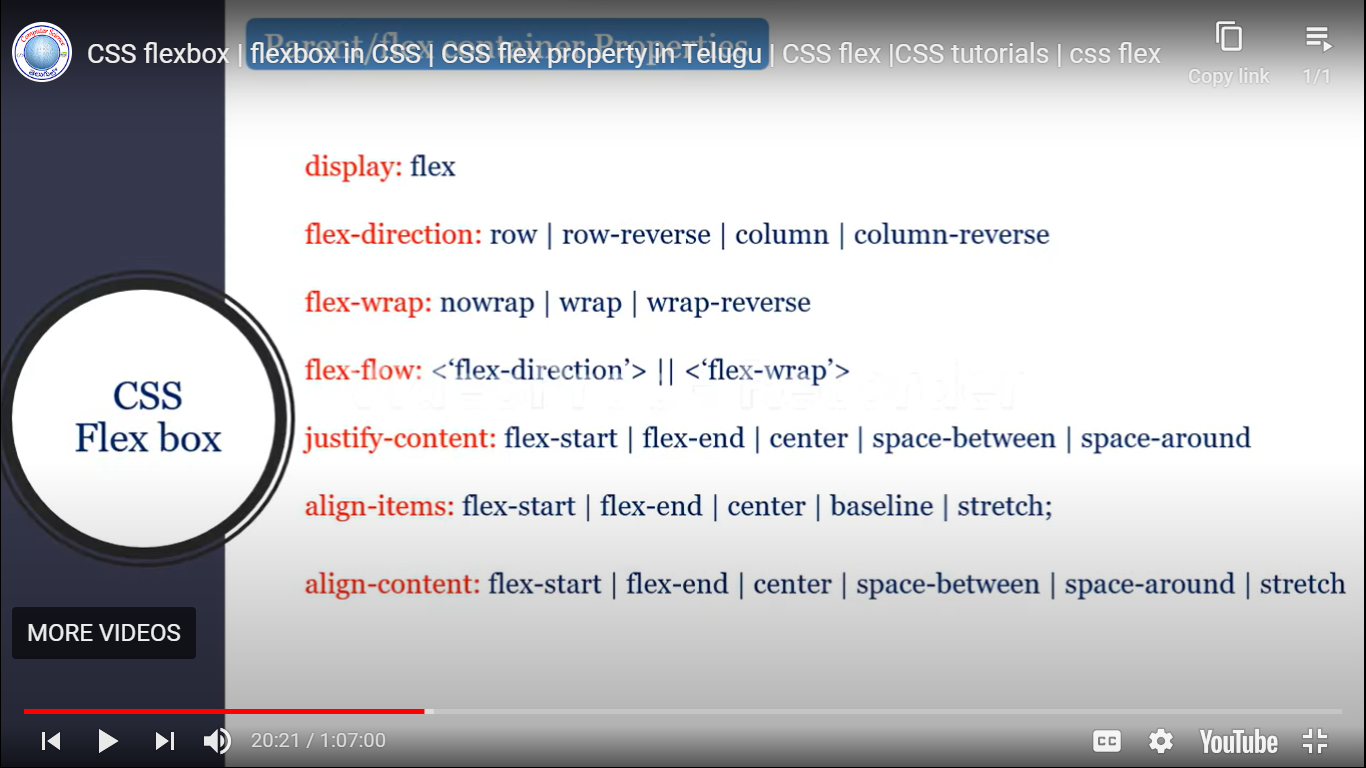 Computer Science
తెలుగులో
Parent/flex container Properties
CSS flexbox | flexbox in CSS | CSS flex property in Telugu | CSS flex |CSS tutorials | css flex
Copy link
1/1
display: flex
flex-direction: row | row-reverse | column | column-reverse
flex-wrap: nowrap | wrap | wrap-reverse
flex-flow: <‘flex-direction’> || <‘flex-wrap’>
CSS
Flex box
justify-content: flex-start | flex-end | center | space-between | space-around
align-items: flex-start | flex-end | center | baseline | stretch;
align-content: flex-start | flex-end | center | space-between | space-around | stretch
MORE VIDEOS
20:21 / 1:07:00
CC
YouTube